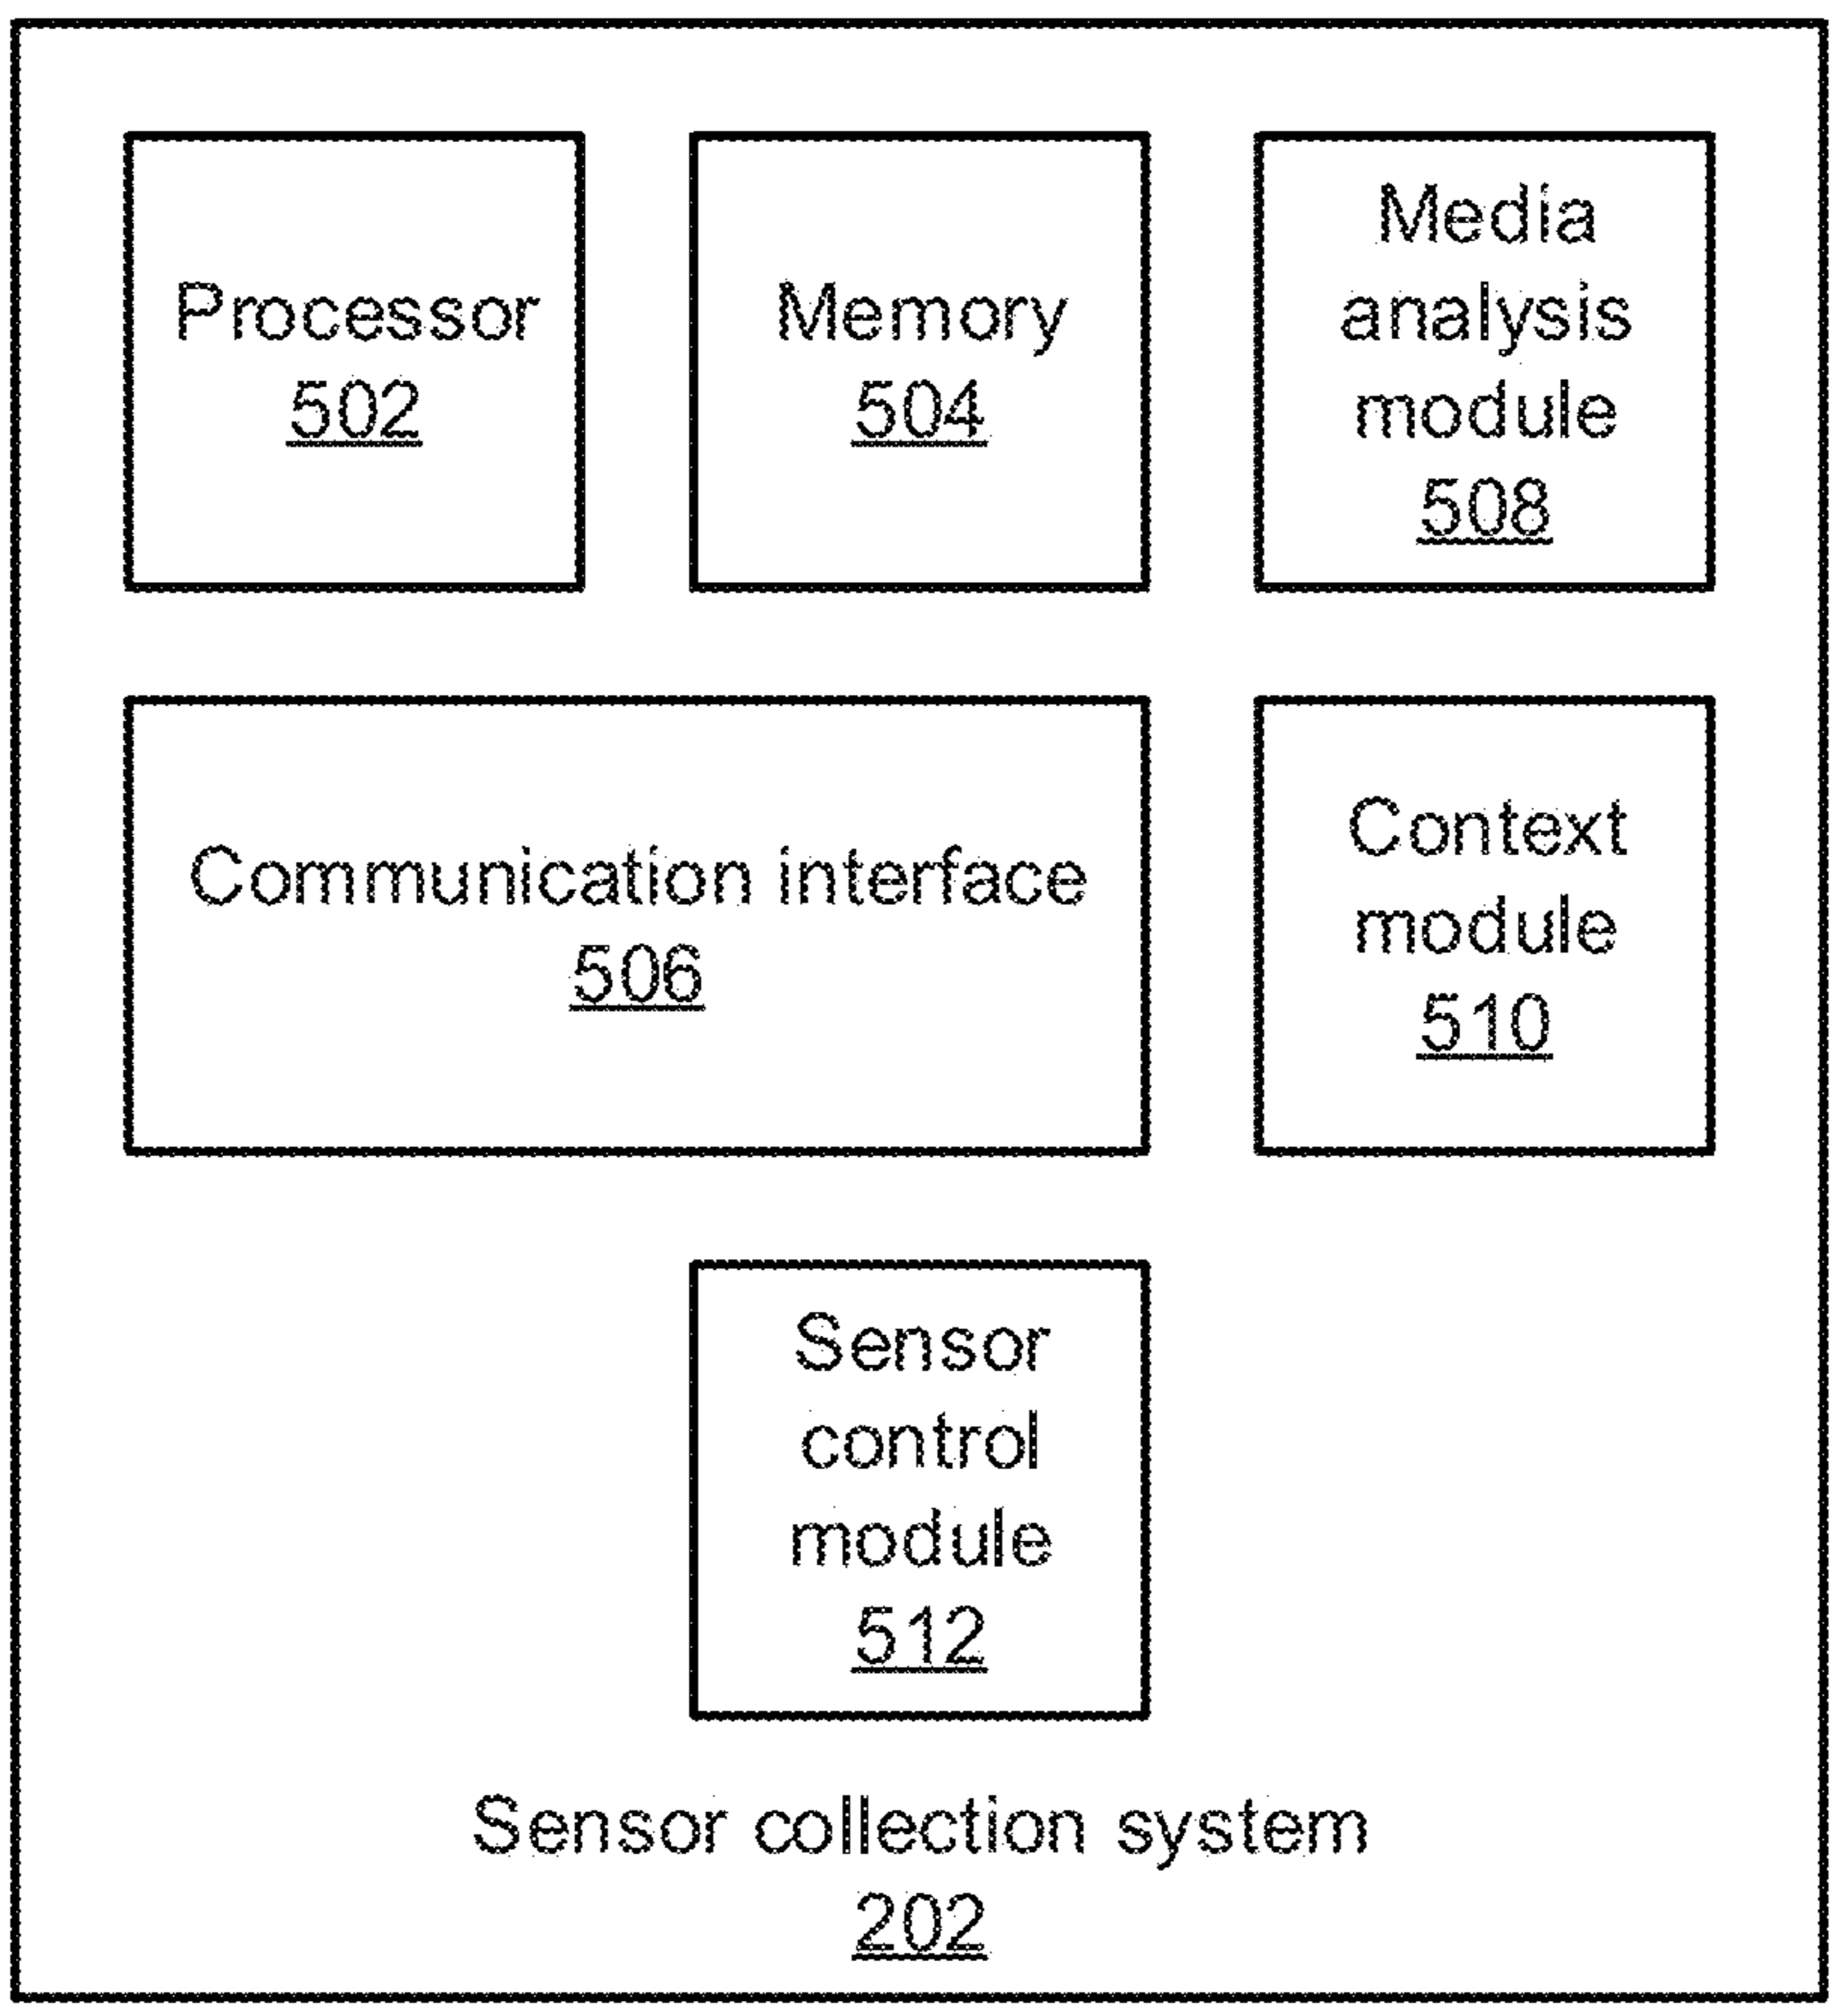 Processor
502
Memory
504
Media
analysis
module
508
Communication interface
506
Context
module
510
Sensor
control
module
512
Sensor collection system
202